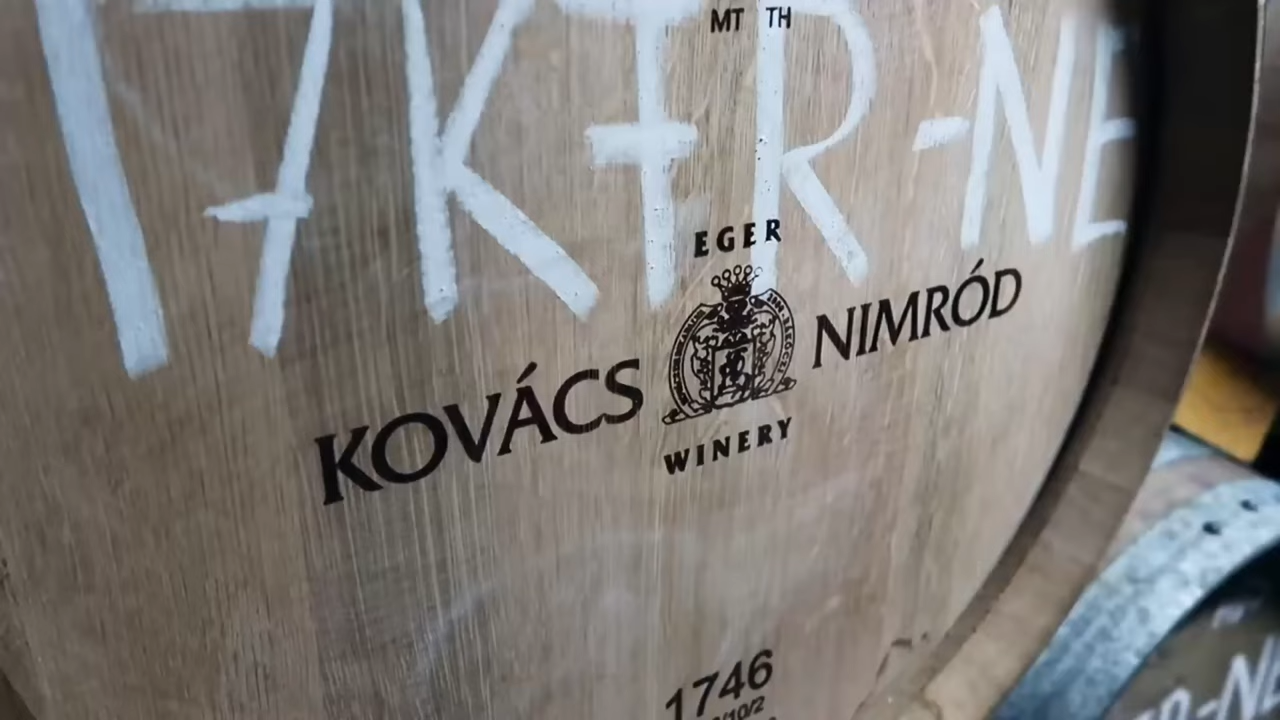 MT TH
17KFR-NE
EGER
KOVÁCS NIMRÓD
WINERY
1746